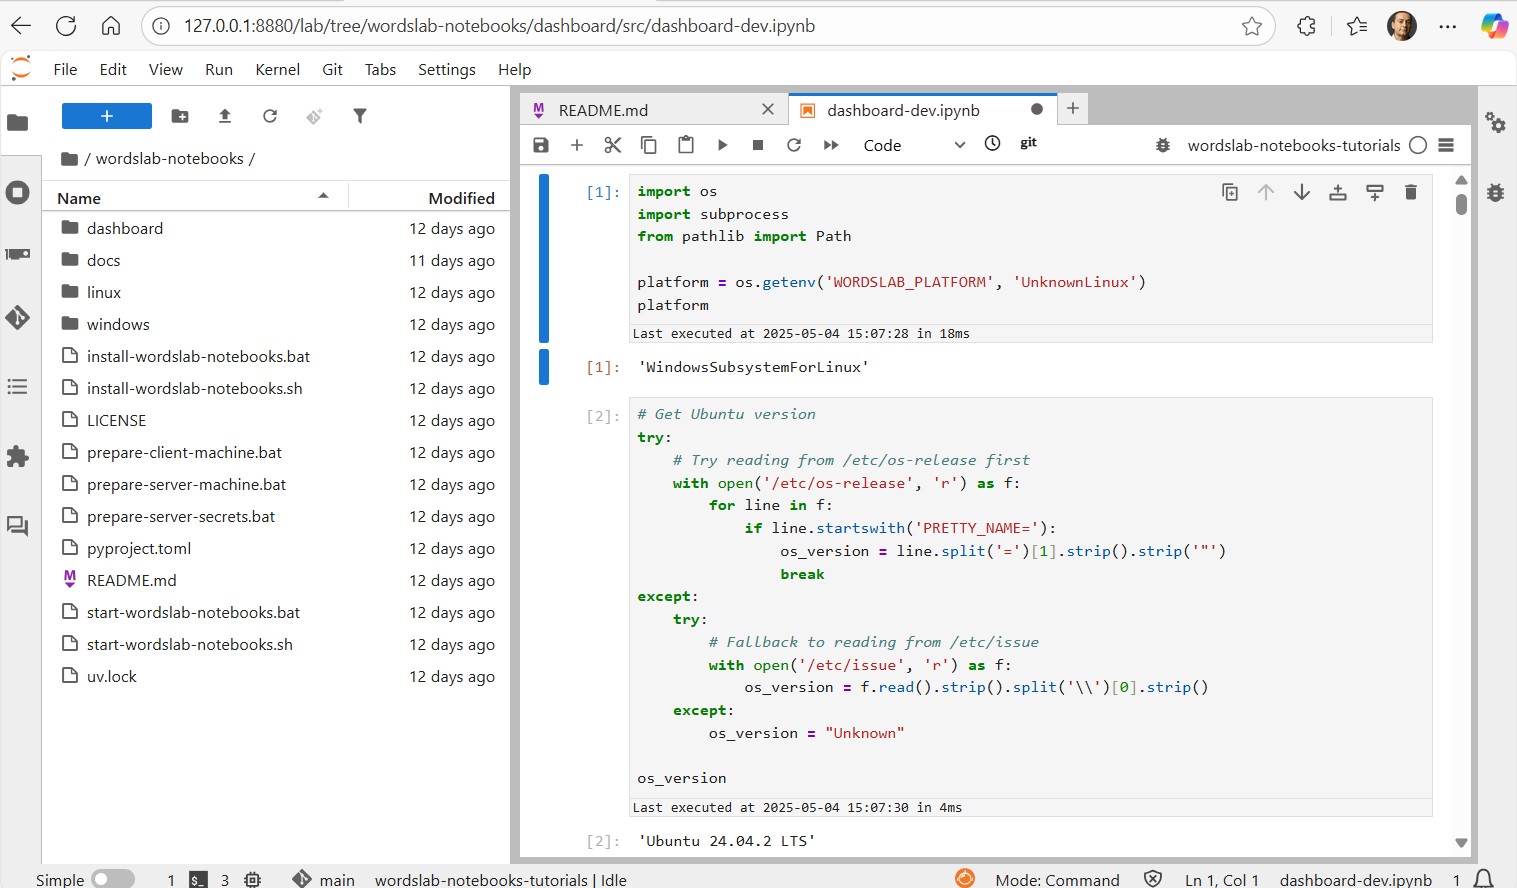 127.0.0.1:8880/lab/tree/wordslab-notebooks/dashboard/src/dashboard-dev.ipynb
File Edit View Run Kernel Git Tabs Settings Help
/ wordslab-notebooks /
Name Modified
dashboard 12 days ago
docs 11 days ago
linux 12 days ago
windows 12 days ago
install-wordslab-notebooks.bat 12 days ago
install-wordslab-notebooks.sh 12 days ago
LICENSE 12 days ago
prepare-client-machine.bat 12 days ago
prepare-server-machine.bat 12 days ago
prepare-server-secrets.bat 12 days ago
pyproject.toml 12 days ago
README.md 12 days ago
start-wordslab-notebooks.bat 12 days ago
start-wordslab-notebooks.sh 12 days ago
uv.lock 12 days ago
README.md dashboard-dev.ipynb
Code git wordslab-notebooks-tutorials
[1]: import os
import subprocess
from pathlib import Path
platform = os.getenv('WORDSLAB_PLATFORM', 'UnknownLinux')
platform
Last executed at 2025-05-04 15:07:28 in 18ms
[1]: 'WindowsSubsystemForLinux'
[2]: # Get Ubuntu version
try:
    # Try reading from /etc/os-release first
    with open('/etc/os-release', 'r') as f:
        for line in f:
            if line.startswith('PRETTY_NAME='):
                os_version = line.split('=')[1].strip().strip('"')
                break
except:
    try:
        # Fallback to reading from /etc/issue
        with open('/etc/issue', 'r') as f:
            os_version = f.read().strip().split('\\')[0].strip()
    except:
        os_version = "Unknown"
os_version
Last executed at 2025-05-04 15:07:30 in 4ms
[2]: 'Ubuntu 24.04.2 LTS'
Simple 1 $_ 3 main wordslab-notebooks-tutorials | Idle Mode: Command Ln 1, Col 1 dashboard-dev.ipynb 1